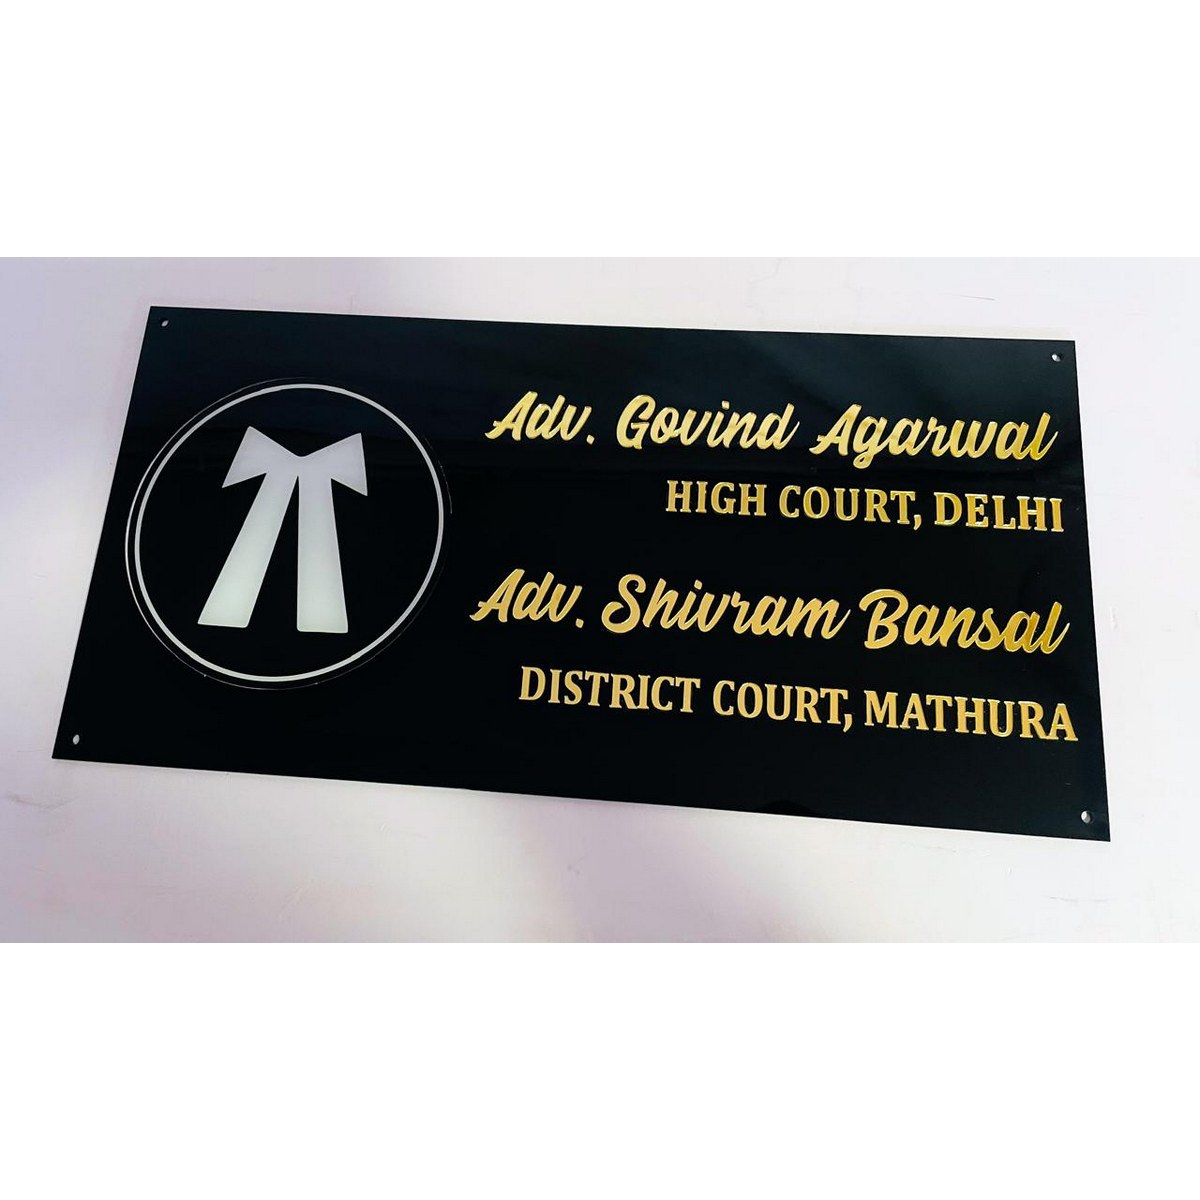 Adv. Govind Agarwal
HIGH COURT, DELHI
Adv. Shivram Bansal
DISTRICT COURT, MATHURA